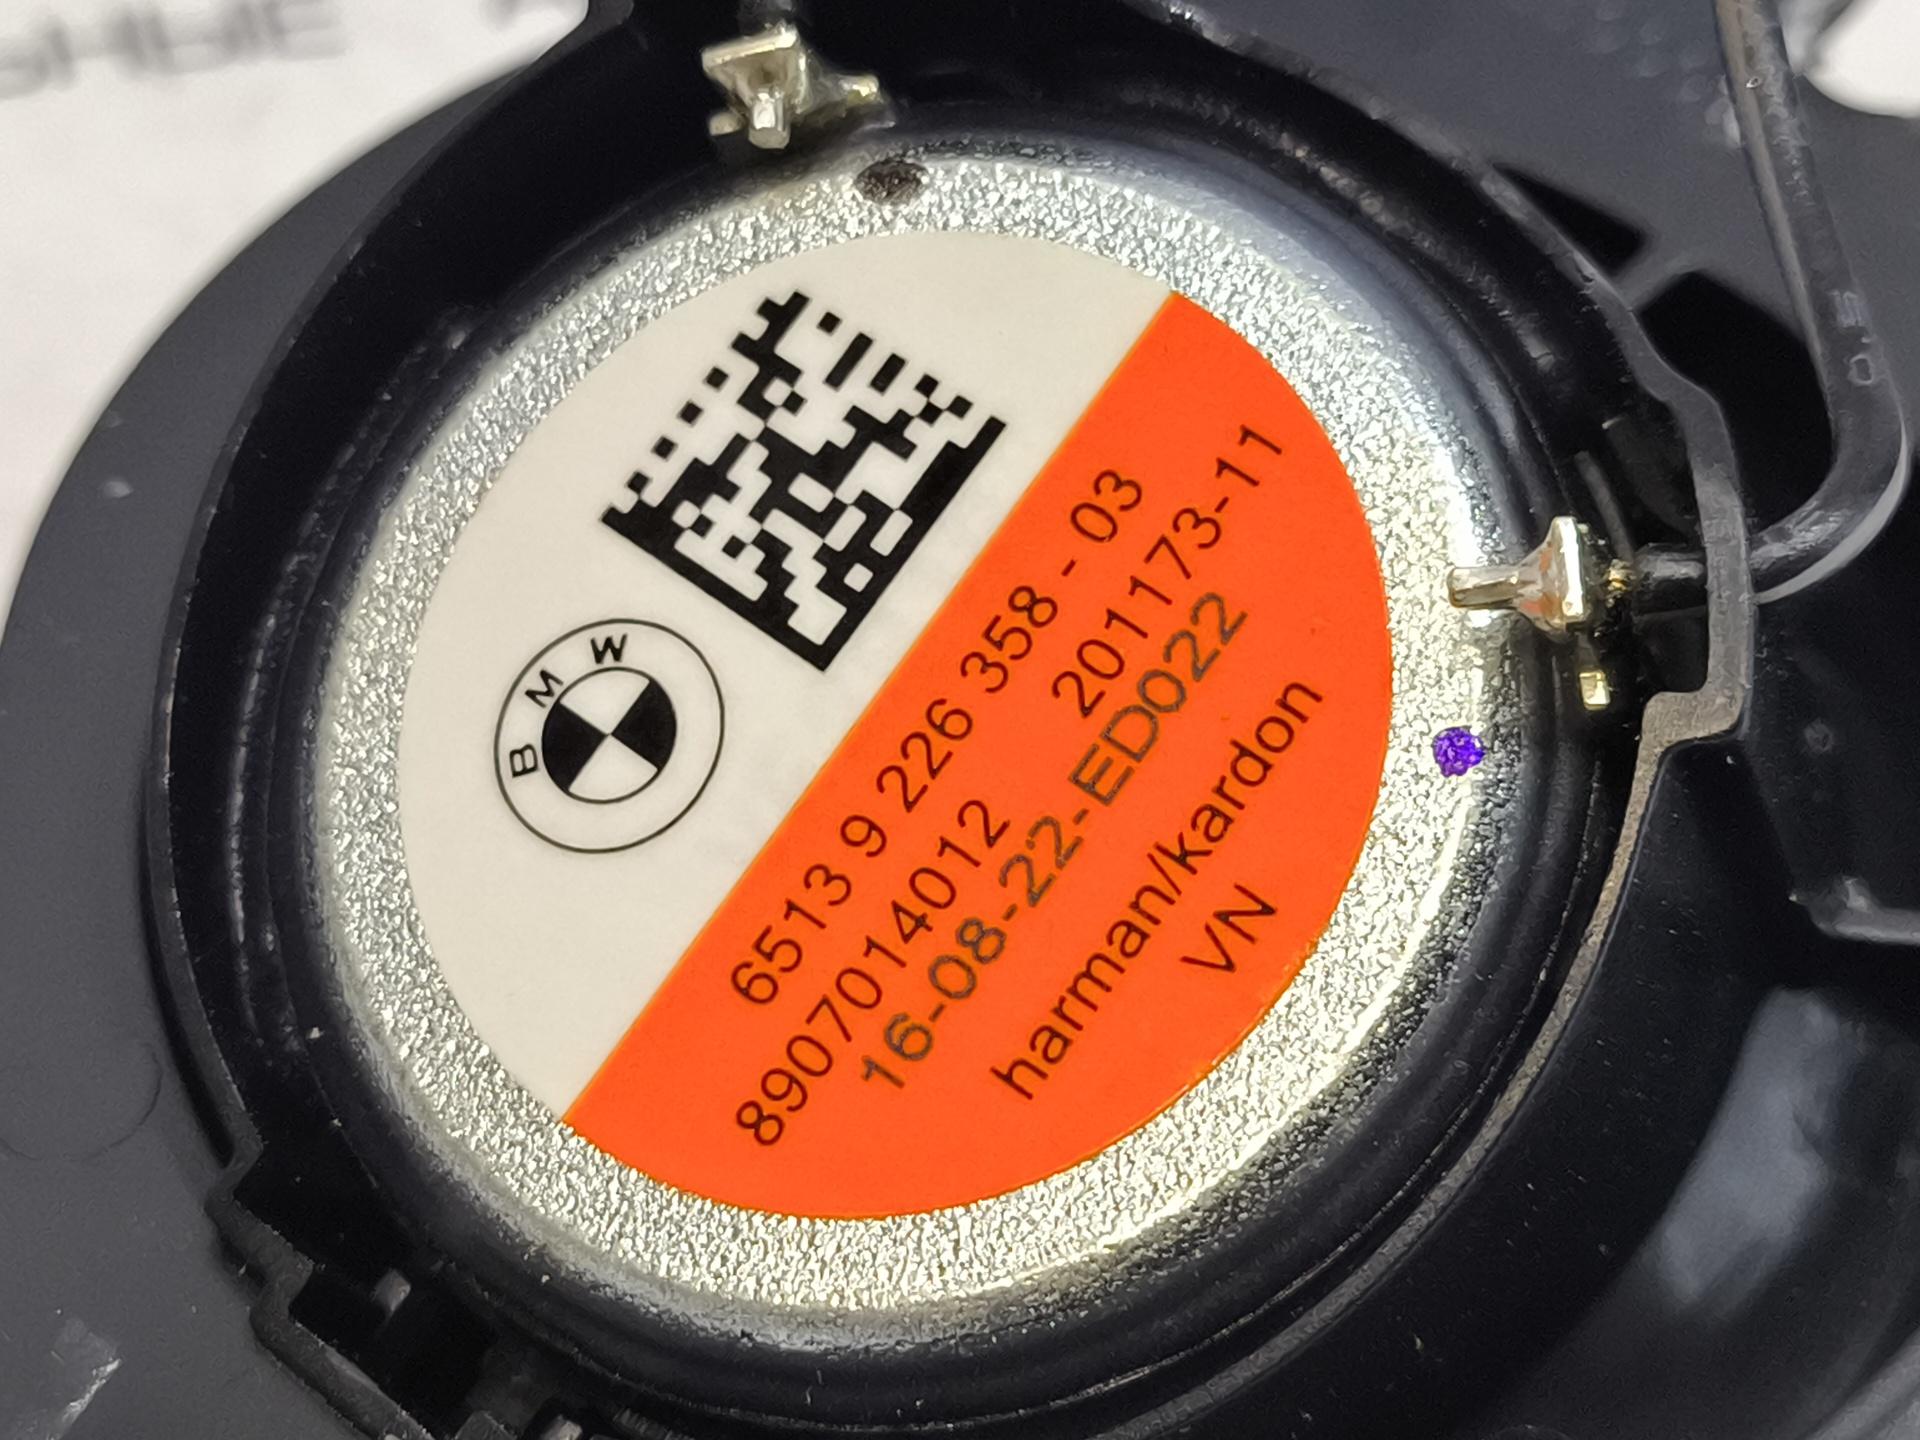 BMW
6513 9 226 358 - 03
8907014012 201173-11
16-08-22-ED022
harman/kardon
VN